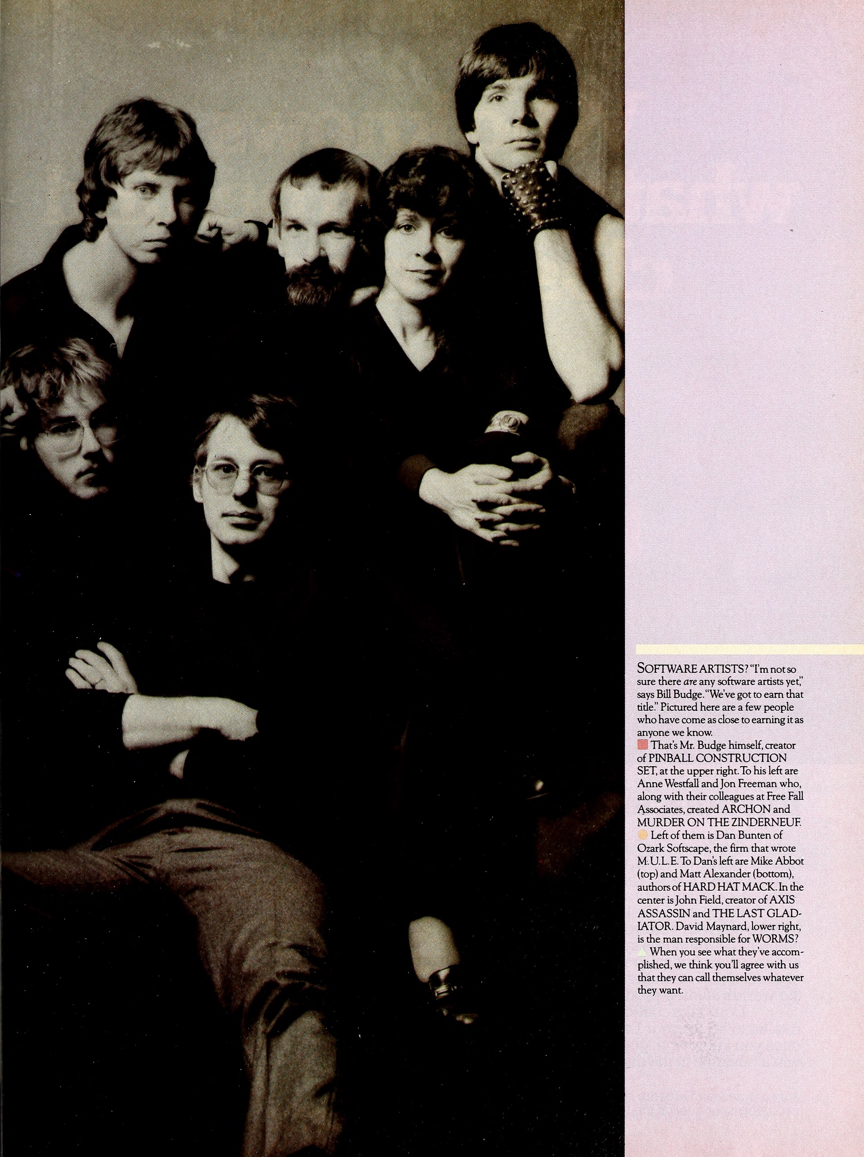 SOFTWARE ARTISTS? "I'm not so
sure there are any software artists yet,"
says Bill Budge. "We've got to earn that
title." Pictured here are a few people
who have come as close to earning it as
anyone we know.
That's Mr. Budge himself, creator
of PINBALL CONSTRUCTION
SET, at the upper right. To his left are
Anne Westfall and Jon Freeman who,
along with their colleagues at Free Fall
Associates, created ARCHON and
MURDER ON THE ZINDERNEUF.
Left of them is Dan Bunten of
Ozark Softscape, the firm that wrote
M.U.L.E. To Dan's left are Mike Abbot
(top) and Matt Alexander (bottom),
authors of HARD HAT MACK. In the
center is John Field, creator of AXIS
ASSASSIN and THE LAST GLAD-
IATOR. David Maynard, lower right,
is the man responsible for WORMS?
When you see what they've accom-
plished, we think you'll agree with us
that they can call themselves whatever
they want.